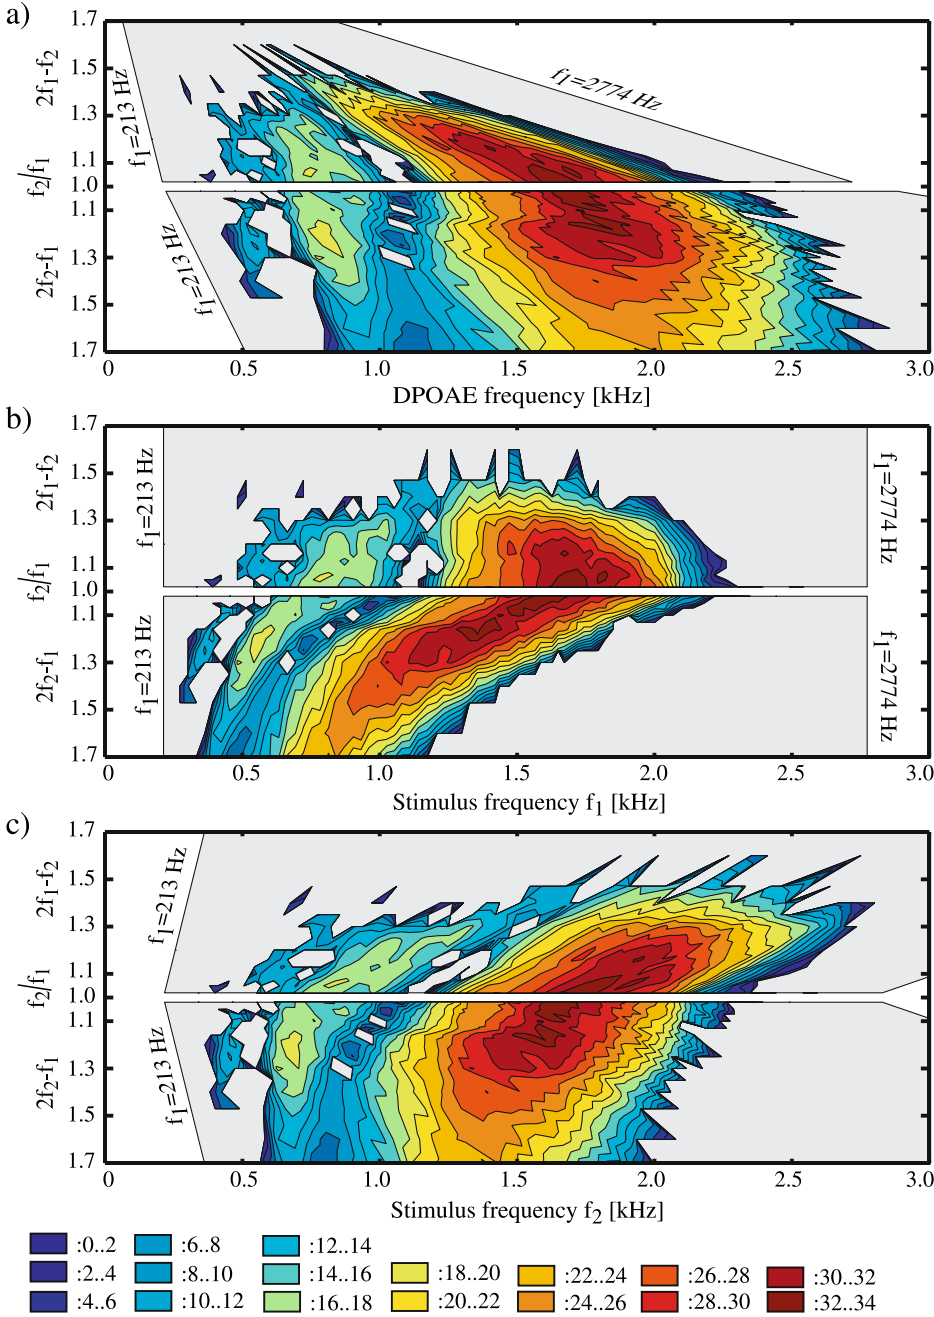 a)
1.7
1.5
1.3
1.1
1.0
1.1
1.3
1.5
1.7
2f1-f2
f2/f1
2f2-f1
f1=213 Hz
f1=2774 Hz
f1=213 Hz
0 0.5 1.0 1.5 2.0 2.5 3.0
DPOAE frequency [kHz]
b)
1.7
1.5
1.3
1.1
1.0
1.1
1.3
1.5
1.7
2f1-f2
f2/f1
2f2-f1
f1=213 Hz
f1=2774 Hz
f1=213 Hz
f1=2774 Hz
0 0.5 1.0 1.5 2.0 2.5 3.0
Stimulus frequency f1 [kHz]
c)
1.7
1.5
1.3
1.1
1.0
1.1
1.3
1.5
1.7
2f1-f2
f2/f1
2f2-f1
f1=213 Hz
f1=213 Hz
0 0.5 1.0 1.5 2.0 2.5 3.0
Stimulus frequency f2 [kHz]
:0..2 :6..8 :12..14
:2..4 :8..10 :14..16 :18..20 :22..24 :26..28 :30..32
:4..6 :10..12 :16..18 :20..22 :24..26 :28..30 :32..34